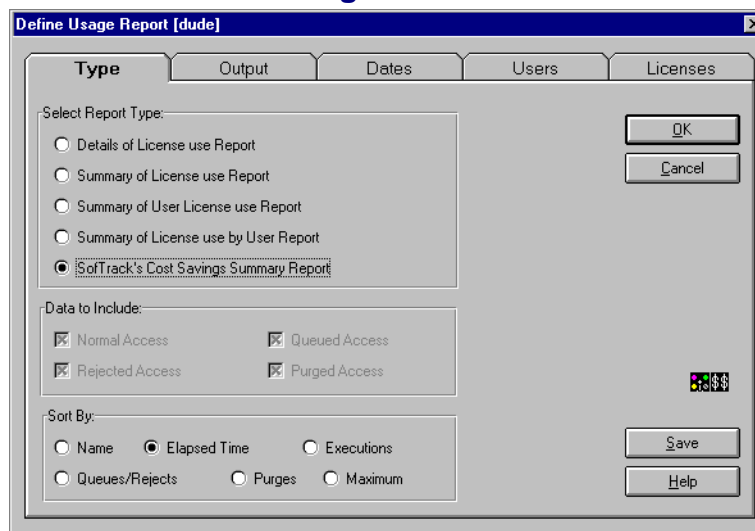 Define Usage Report [dude]
Type Output Dates Users Licenses
Select Report Type:
Details of License use Report
Summary of License use Report
Summary of User License use Report
Summary of License use by User Report
SofTrack's Cost Savings Summary Report
OK
Cancel
Data to Include:
Normal Access Queued Access
Rejected Access Purged Access
$$
Sort By:
Name Elapsed Time Executions
Queues/Rejects Purges Maximum
Save
Help